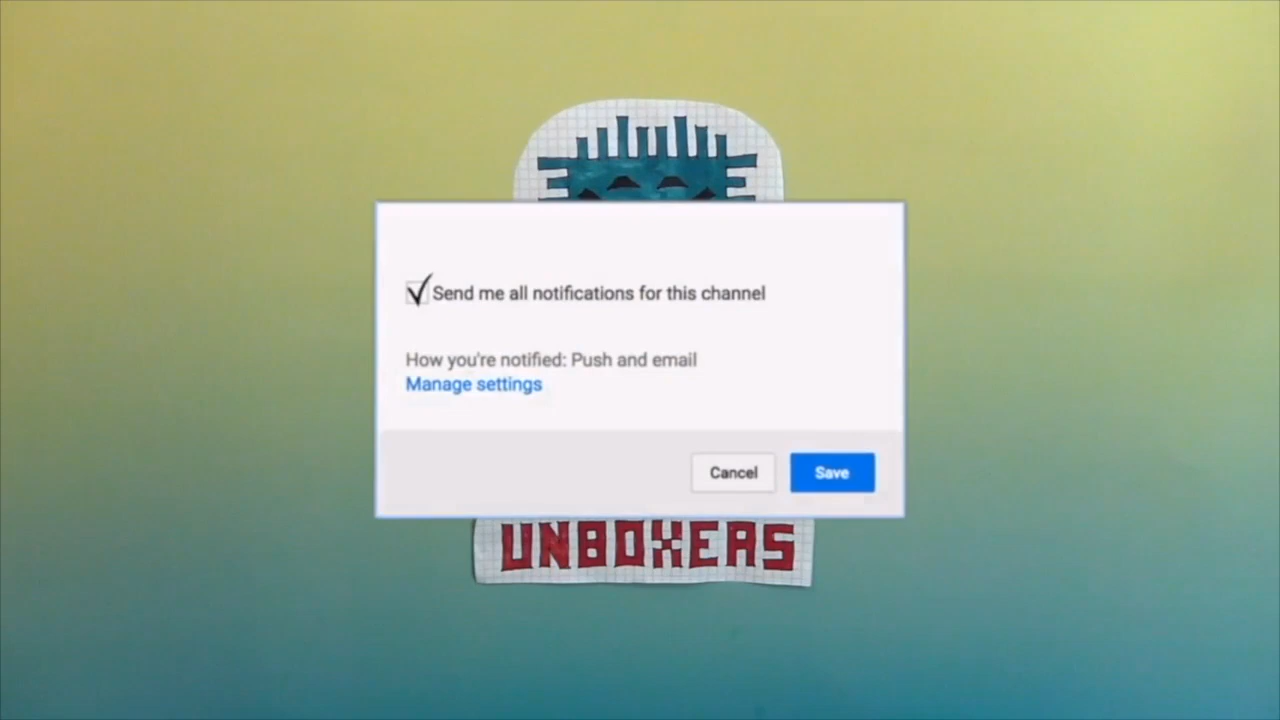 Send me all notifications for this channel
How you're notified: Push and email
Manage settings
Cancel
Save
UNBOXERS